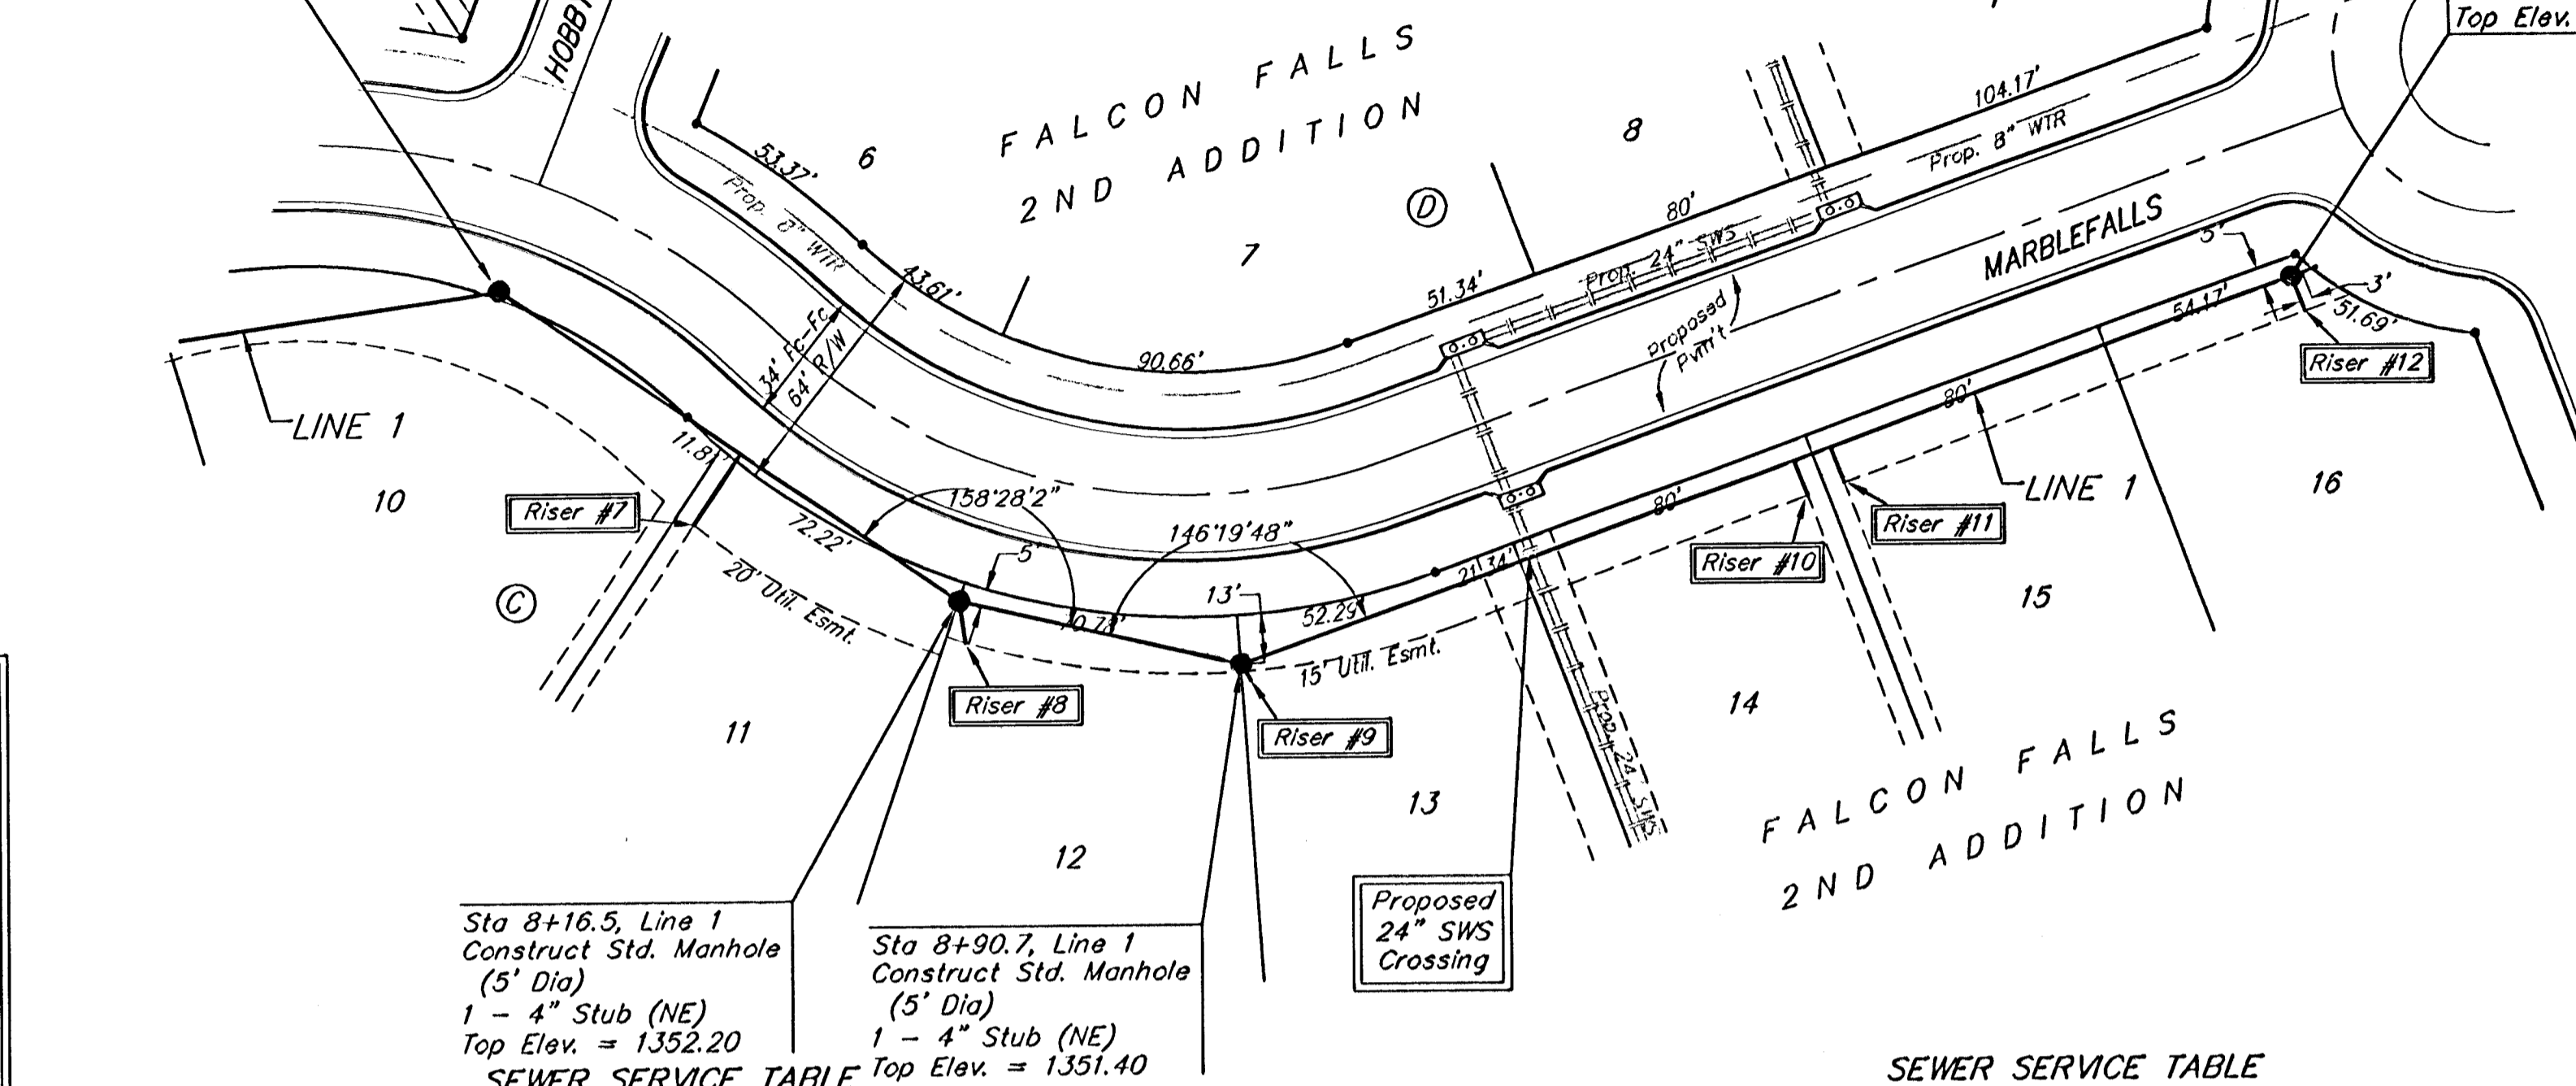 Top Elev.
FALCON FALLS
2ND ADDITION
6
7
8
D
53.37'
43.61'
90.66'
51.34'
80'
104.17'
Prop. 8" WTR
Prop. 8" WTR
Prop. 24" SWS
MARBLEFALLS
Proposed
Pvm't
34' Fc-Fc
64' R/W
LINE 1
10
11.81'
Riser #7
72.22'
158°28'2"
146°19'48"
5'
13'
52.29'
21.34'
80'
80'
54.17'
5'
3'
51.69'
Riser #12
LINE 1
16
Riser #11
Riser #10
15
C
20' Util. Esmt.
15' Util. Esmt.
Riser #8
Riser #9
11
12
13
14
Prop. 24" SWS
FALCON FALLS
2ND ADDITION
Proposed
24" SWS
Crossing
Sta 8+16.5, Line 1
Construct Std. Manhole
(5' Dia)
1 - 4" Stub (NE)
Top Elev. = 1352.20
Sta 8+90.7, Line 1
Construct Std. Manhole
(5' Dia)
1 - 4" Stub (NE)
Top Elev. = 1351.40
SEWER SERVICE TABLE
SEWER SERVICE TABLE